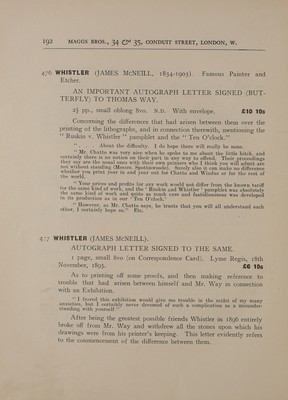 192 MAGGS BROS., 34 & 35, CONDUIT STREET, LONDON, W.
476 WHISTLER (JAMES McNEILL, 1834-1903). Famous Painter and
Etcher.
AN IMPORTANT AUTOGRAPH LETTER SIGNED (BUT-
TERFLY) TO THOMAS WAY.
2½ pp., small oblong 8vo. N.D. With envelope. £10 10s
Concerning the differences that had arisen between them over the
printing of the lithographs, and in connection therewith, mentioning the
" Ruskin v. Whistler " pamphlet and the " Ten O'clock."
" . . . About the difficulty. I do hope there will really be none.
" Mr. Chatto was very nice when he spoke to me about the little hitch, and
certainly there is no notion on their part in any way to offend. Their proceedings
they say are the usual ones with their own printers who I think you will admit are
not without standing (Messrs. Spottiswoode). Surely also it can make no difference
whether you print your in and your out for Chatto and Windus or for the rest of
the world.
" Your prices and profits for any work would not differ from the known tariff
for the same kind of work, and the ' Ruskin and Whistler ' pamphlet was absolutely
the same kind of work and quite as much care and fastidiousness was developed
in its production as in our ' Ten O'clock.'
" However, as Mr. Chatto says, he trusts that you will all understand each
other, I certainly hope so." Etc.
477 WHISTLER (JAMES McNEILL).
AUTOGRAPH LETTER SIGNED TO THE SAME.
1 page, small 8vo (on Correspondence Card). Lyme Regis, 18th
November, 1895. £6 10s
As to printing off some proofs, and then making reference to
trouble that had arisen between himself and Mr. Way in connection
with an Exhibition.
" I feared this exhibition would give no trouble in the midst of my many
anxieties, but I certainly never dreamed of such a complication as a misunder-
standing with yourself."
After being the greatest possible friends Whistler in 1896 entirely
broke off from Mr. Way and withdrew all the stones upon which his
drawings were from his printer's keeping. This letter evidently refers
to the commencement of the difference between them.